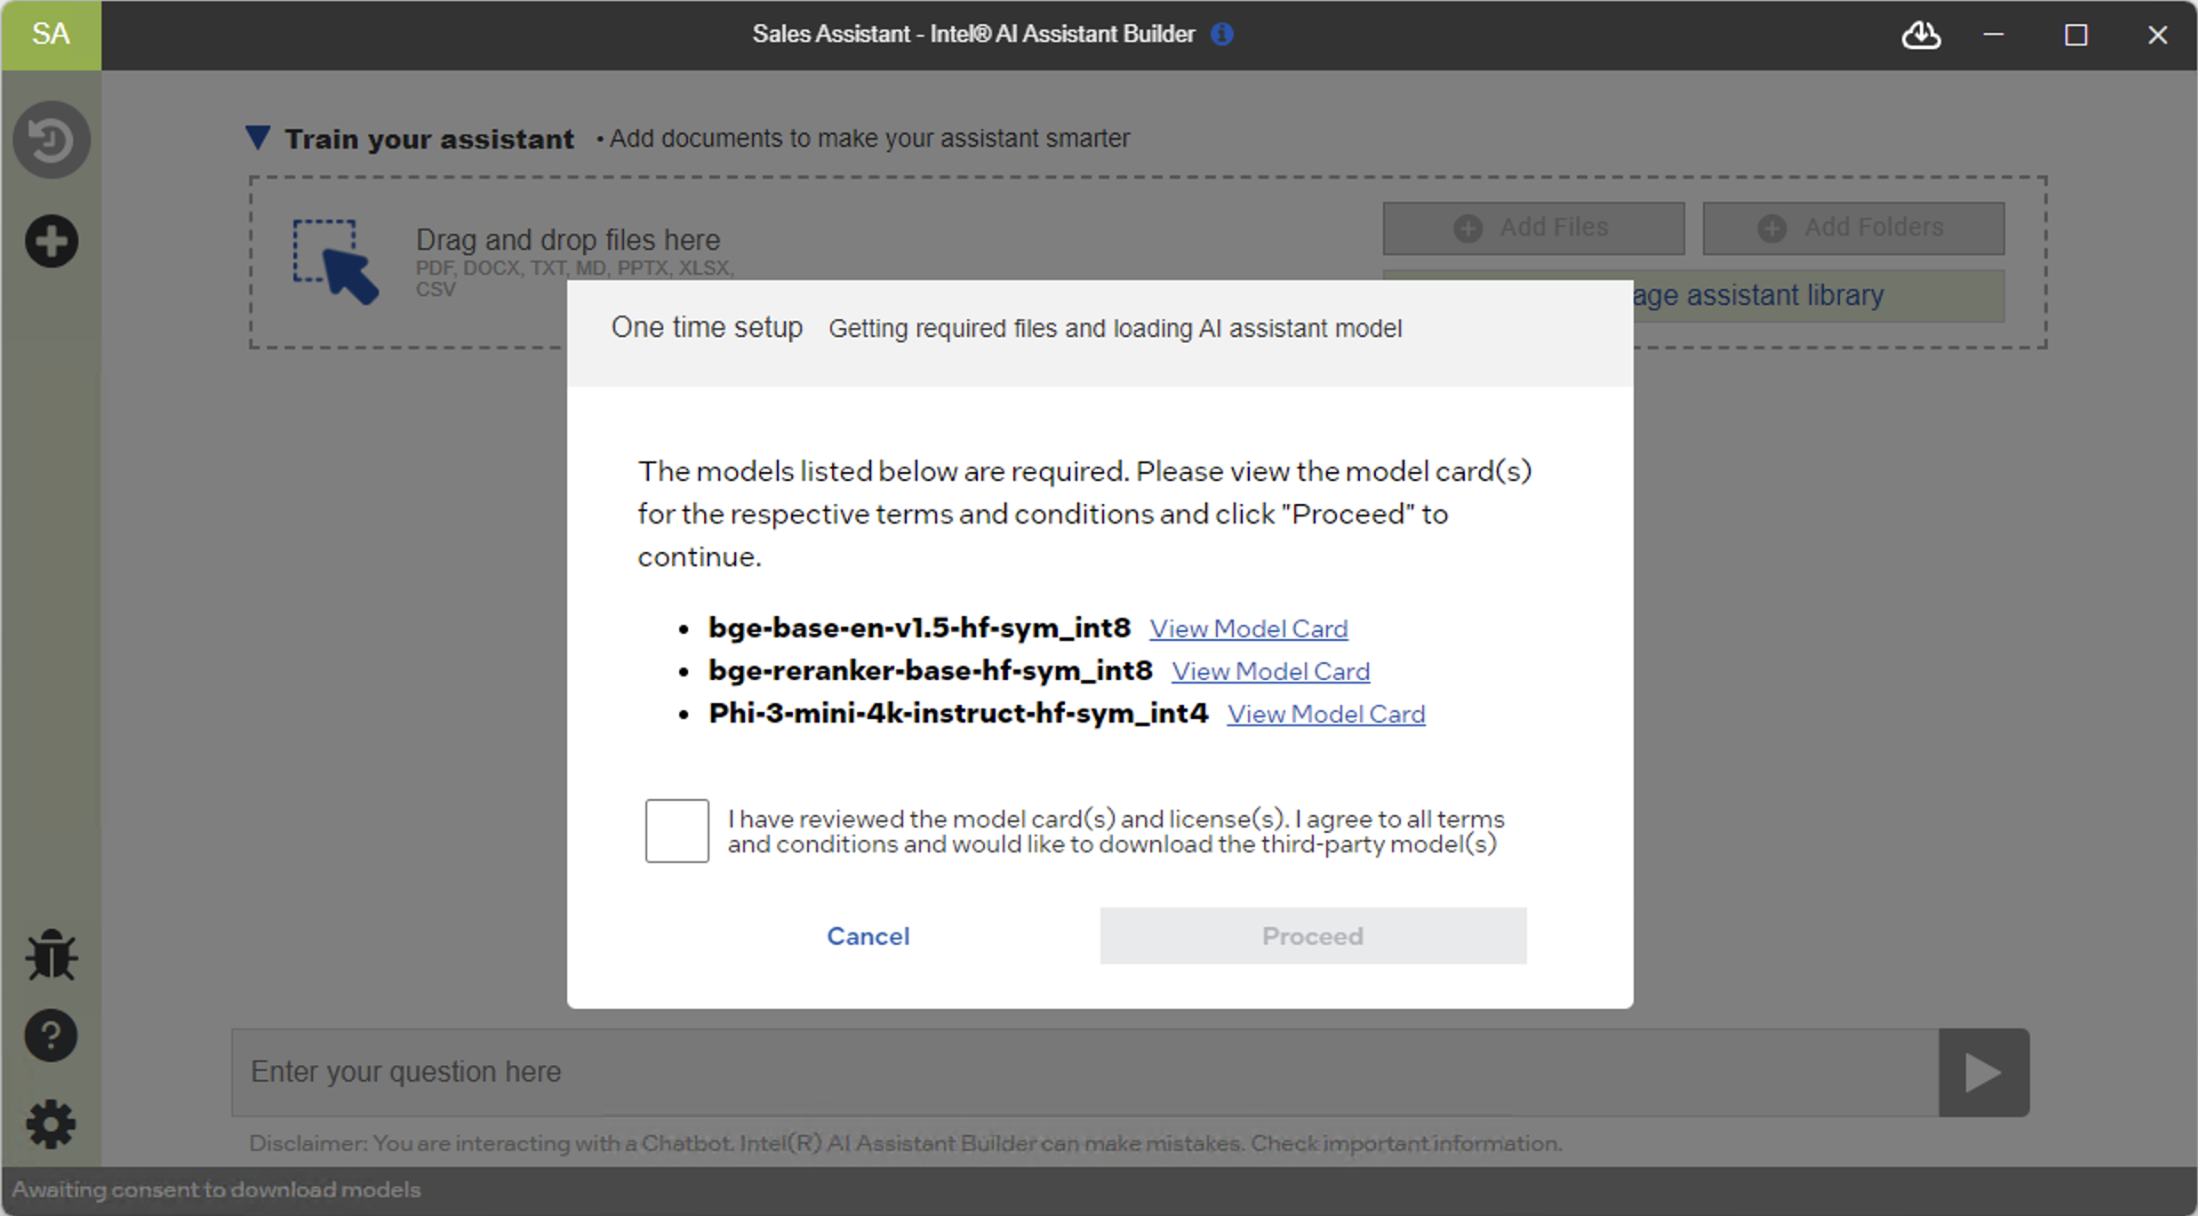 SA
Sales Assistant - Intel® AI Assistant Builder
Train your assistant • Add documents to make your assistant smarter
Drag and drop files here
PDF, DOCX, TXT, MD, PPTX, XLSX,
CSV
Add Files
Add Folders
age assistant library
One time setup Getting required files and loading AI assistant model
The models listed below are required. Please view the model card(s)
for the respective terms and conditions and click "Proceed" to
continue.
• bge-base-en-v1.5-hf-sym_int8 View Model Card
• bge-reranker-base-hf-sym_int8 View Model Card
• Phi-3-mini-4k-instruct-hf-sym_int4 View Model Card
I have reviewed the model card(s) and license(s). I agree to all terms
and conditions and would like to download the third-party model(s)
Cancel
Proceed
Enter your question here
Disclaimer: You are interacting with a Chatbot. Intel(R) AI Assistant Builder can make mistakes. Check important information.
Awaiting consent to download models